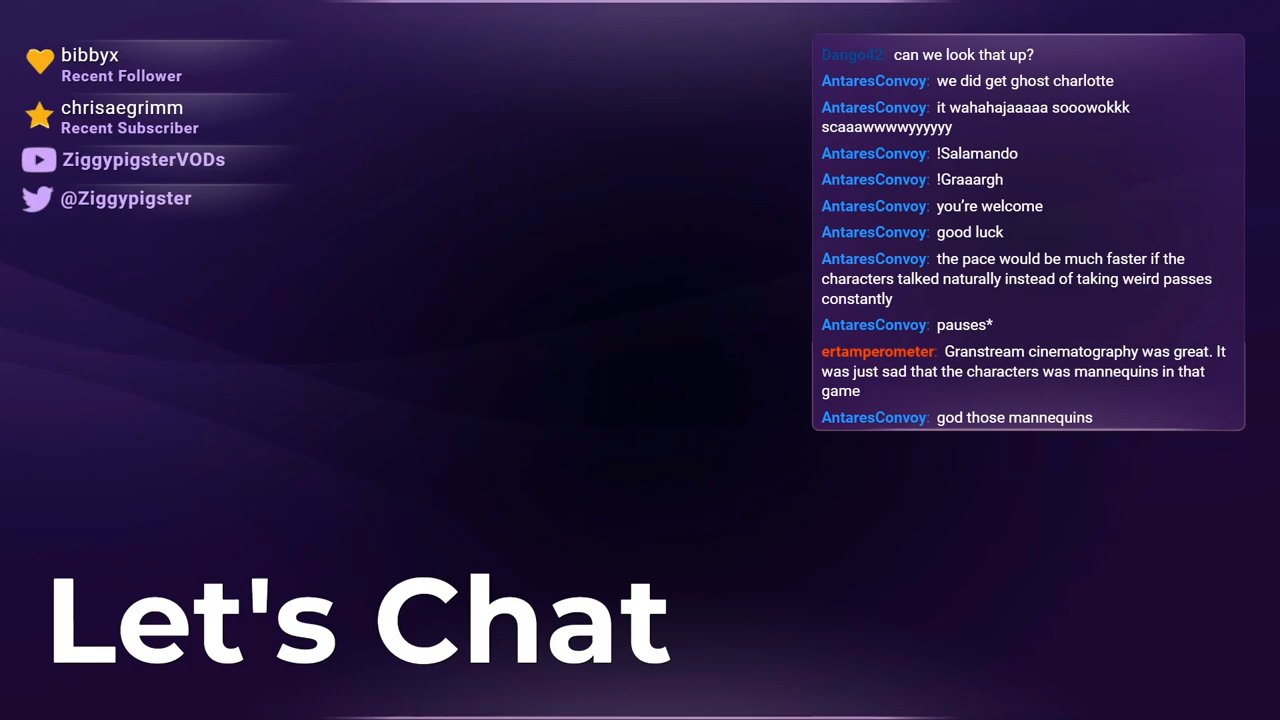 bibbyx
Recent Follower
chrisaegrimm
Recent Subscriber
ZiggypigsterVODs
@Ziggypigster
Dango42 can we look that up?
AntaresConvoy: we did get ghost charlotte
AntaresConvoy: it wahahajaaaaa sooowokkk
scaaawwwwyyyyyy
AntaresConvoy: !Salamando
AntaresConvoy: !Graaargh
AntaresConvoy: you’re welcome
AntaresConvoy: good luck
AntaresConvoy: the pace would be much faster if the
characters talked naturally instead of taking weird passes
constantly
AntaresConvoy: pauses*
ertamperometer: Granstream cinematography was great. It
was just sad that the characters was mannequins in that
game
AntaresConvoy: god those mannequins
Let's Chat